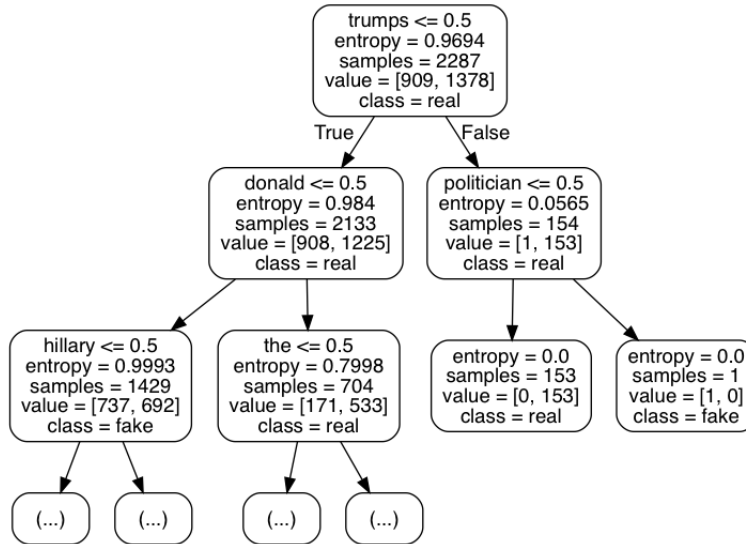 trumps <= 0.5
entropy = 0.9694
samples = 2287
value = [909, 1378]
class = real
True
False
donald <= 0.5
entropy = 0.984
samples = 2133
value = [908, 1225]
class = real
politician <= 0.5
entropy = 0.0565
samples = 154
value = [1, 153]
class = real
hillary <= 0.5
entropy = 0.9993
samples = 1429
value = [737, 692]
class = fake
the <= 0.5
entropy = 0.7998
samples = 704
value = [171, 533]
class = real
entropy = 0.0
samples = 153
value = [0, 153]
class = real
entropy = 0.0
samples = 1
value = [1, 0]
class = fake
(...)
(...)
(...)
(...)